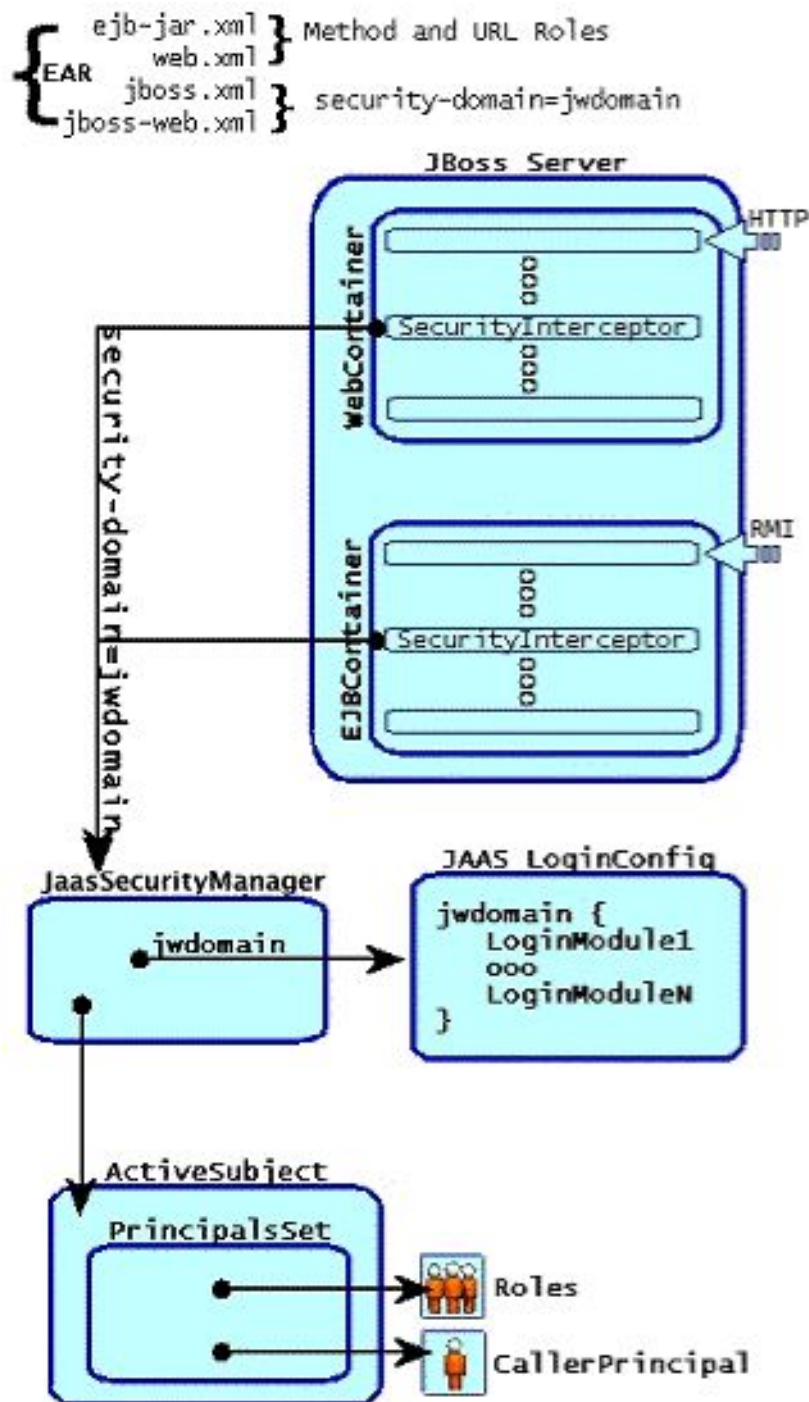 ejb-jar.xml } Method and URL Roles
web.xml
{ EAR
jboss.xml } security-domain=jwdomain
jboss-web.xml
JBoss Server
HTTP
WebContainer
SecurityInterceptor
security-domain=jwdomain
RMI
EJBContainer
SecurityInterceptor
JaasSecurityManager
jwdomain
JAAS LoginConfig
jwdomain {
LoginModule1
ooo
LoginModuleN
}
ActiveSubject
PrincipalsSet
Roles
CallerPrincipal